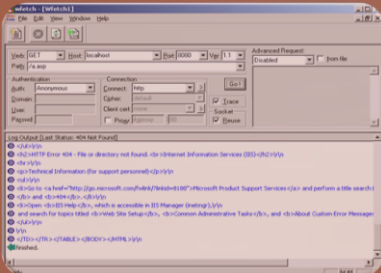 wfetch - [Wfetch1]
File Edit View Window Help
Verb: GET Host: localhost Port: 8080 Ver: 1.1
Path: /a.asp
Advanced Request:
Disabled from file
Authentication
Auth: Anonymous
Domain:
User:
Passwd:
Connection
Connect: http
Cipher: default
Client cert: none
Proxy
Go!
Trace
Socket
Reuse
Log Output [Last Status: 404 Not Found]
</ul>\r\n
<h2>HTTP Error 404 - File or directory not found.<br>Internet Information Services (IIS)</h2>\r\n
<hr>\r\n
<p>Technical Information (for support personnel)</p>\r\n
<ul>\r\n
<li>Go to <a href="http://go.microsoft.com/fwlink/?linkid=8180">Microsoft Product Support Services</a> and perform a title search f
</b> and <b>404</b>.</li>\r\n
<li>Open <b>IIS Help</b>, which is accessible in IIS Manager (inetmgr),\r\n
and search for topics titled <b>Web Site Setup</b>, <b>Common Administrative Tasks</b>, and <b>About Custom Error Messages
</ul>\r\n
\r\n
</TD></TR></TABLE></BODY></HTML>\r\n
finished.